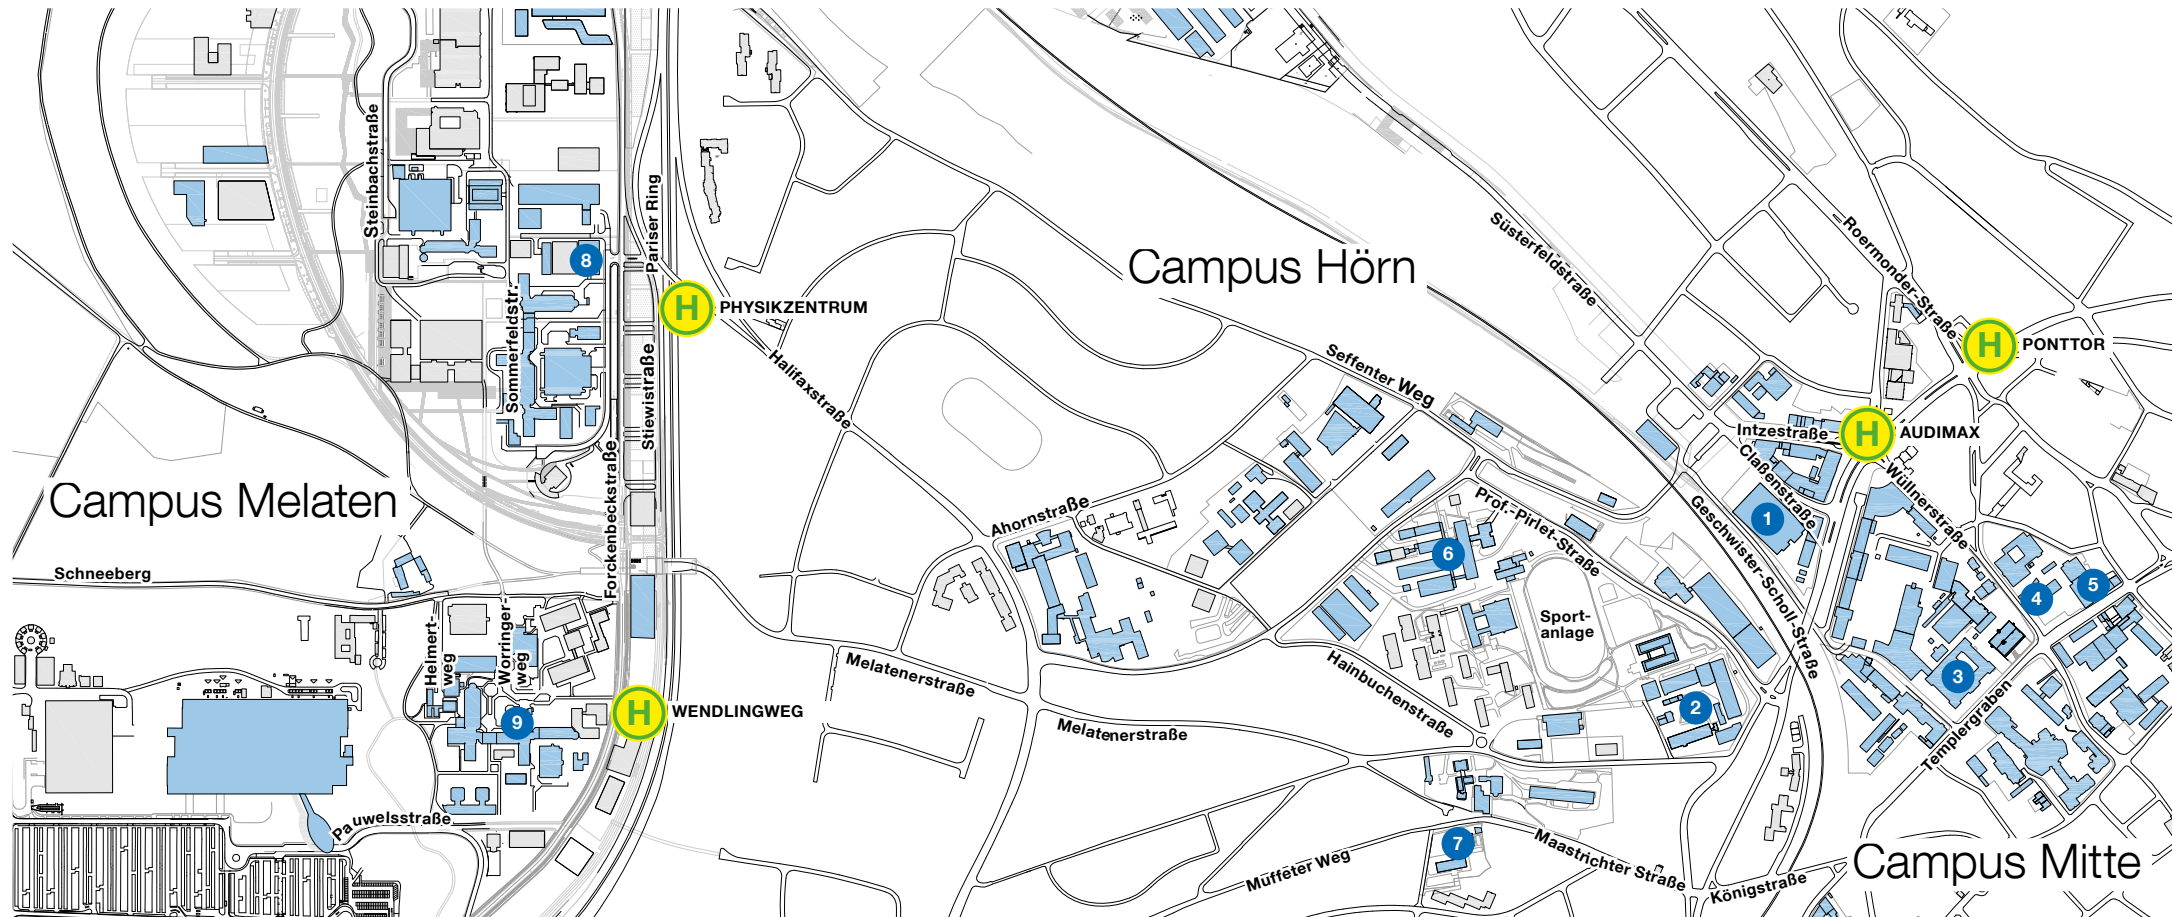 Steinbachstraße
Pariser Ring
8
Sommerfeldstr.
H PHYSIKZENTRUM
Halifaxstraße
Stiewistraße
Forckenbeckstraße
Campus Melaten
Schneeberg
Helmert-
weg
Worringer-
weg
9
H WENDLINGWEG
Pauwelsstraße
Campus Hörn
Süsterfeldstraße
Roermonder-Straße
H PONTTOR
Seffenter Weg
Intzestraße
H AUDIMAX
Claßenstraße
Wüllnerstraße
1
Ahornstraße
Prof.-Pirlet-Straße
Geschwister-Scholl-Straße
6
4
5
Sport-
anlage
Melatenerstraße
Melatenerstraße
Hainbuchenstraße
2
3
Templergraben
7
Muffeter Weg
Maastrichter Straße
Königstraße
Campus Mitte